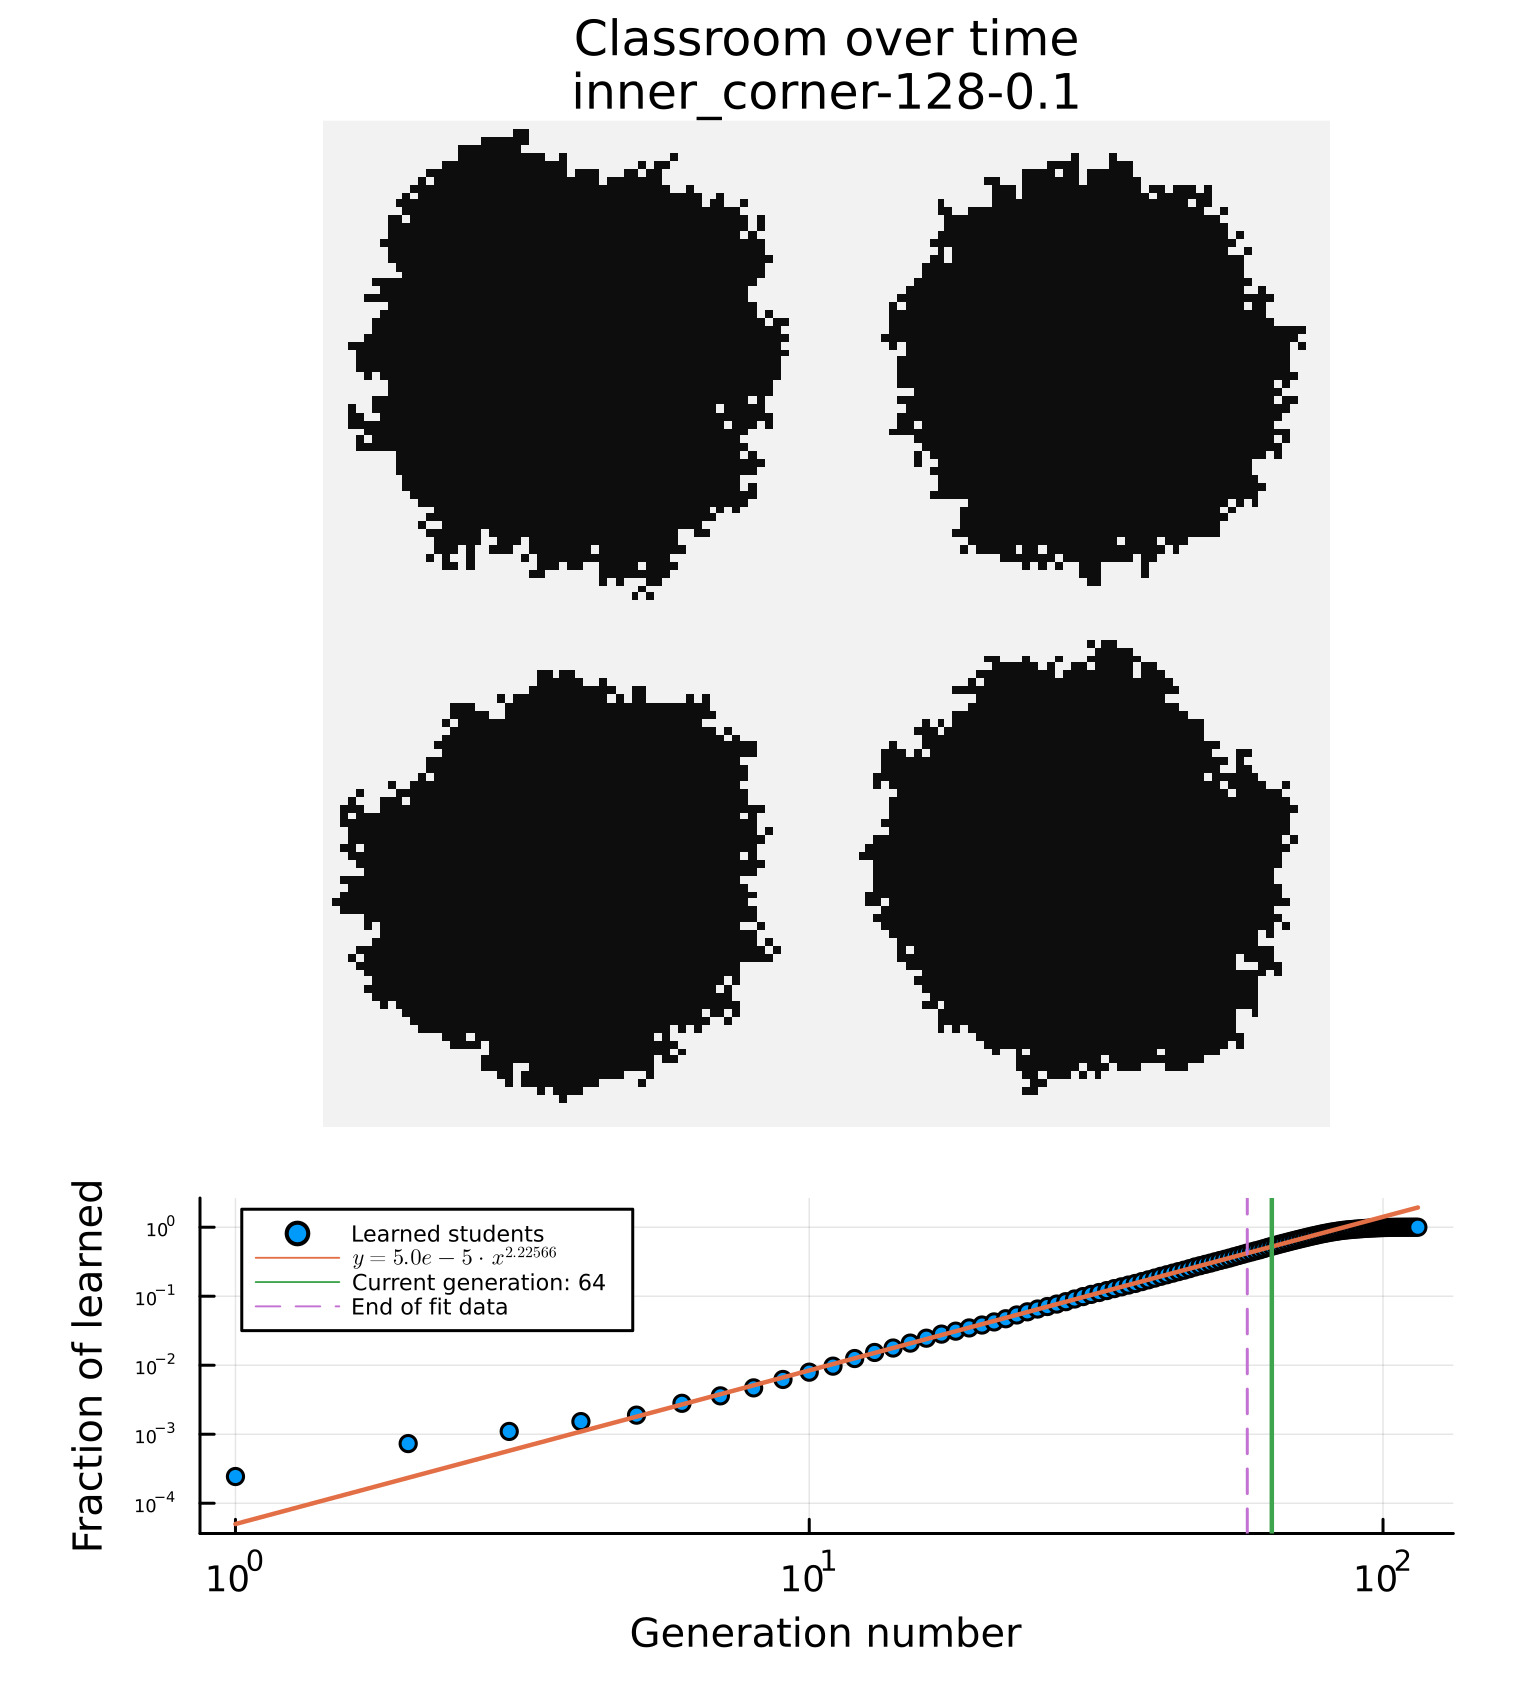 Classroom over time
inner_corner-128-0.1
Fraction of learned
10^0
10^-1
10^-2
10^-3
10^-4
Learned students
y = 5.0e − 5 · x^2.22566
Current generation: 64
End of fit data
10^0
10^1
10^2
Generation number